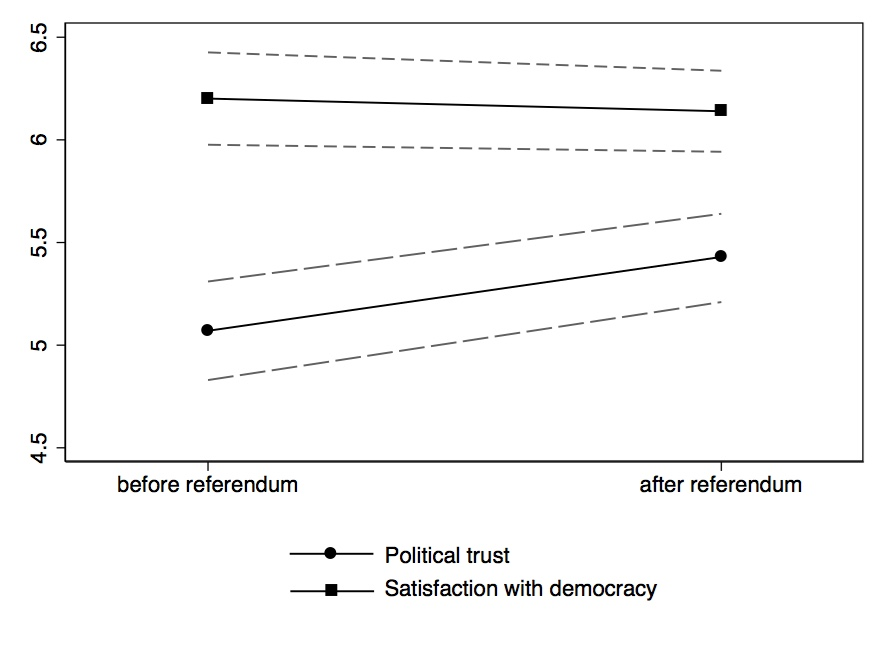 6.5
6
5.5
5
4.5
before referendum
after referendum
Political trust
Satisfaction with democracy